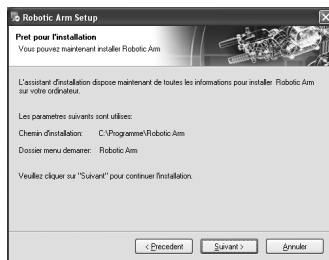 Robotic Arm Setup
Pret pour l'installation
Vous pouvez maintenant installer Robotic Arm
L'assistant d'installation dispose maintenant de toutes les informations pour installer Robotic Arm
sur votre ordinateur.
Les parametres suivants sont utilises:
Chemin d'installation: C:\Programme\Robotic Arm
Dossier menu demarrer: Robotic Arm
Veuillez cliquer sur "Suivant" pour continuer l'installation.
< Precedent Suivant > Annuler